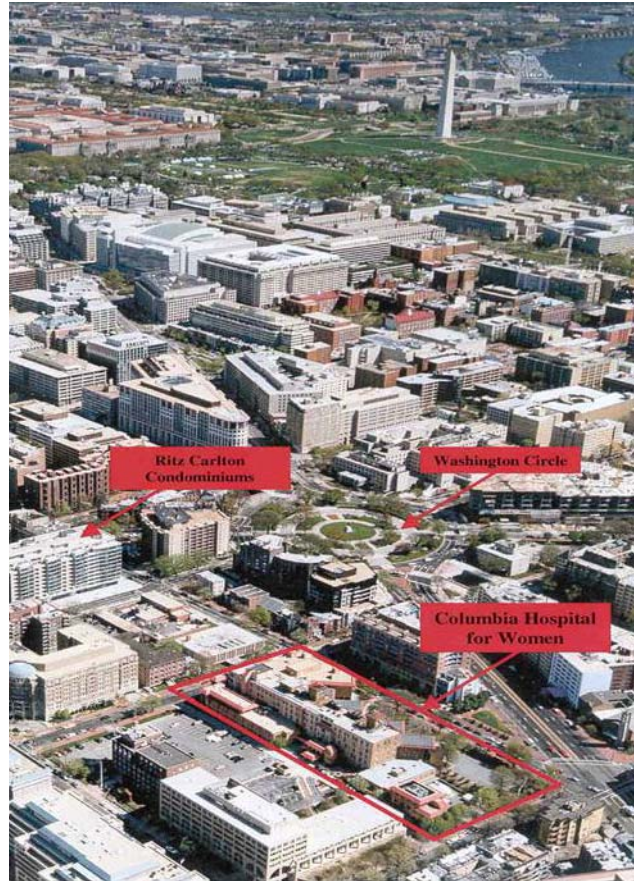 Ritz Carlton
Condominiums
Washington Circle
Columbia Hospital
for Women